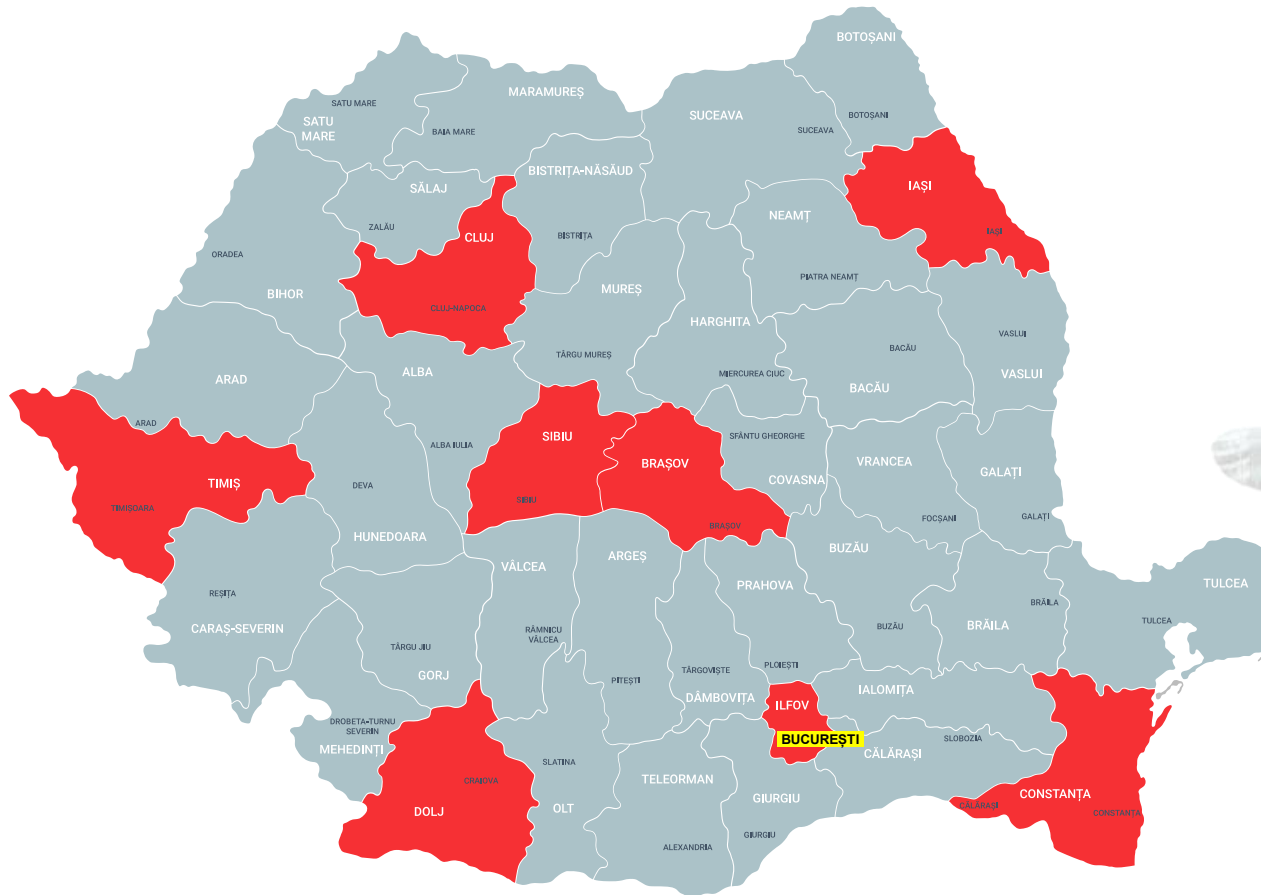 BOTOȘANI
SATU MARE
MARAMUREȘ
SUCEAVA
BOTOȘANI
SATU
MARE
BAIA MARE
SUCEAVA
BISTRIȚA-NĂSĂUD
SĂLAJ
IAȘI
NEAMȚ
ZALĂU
CLUJ
BISTRIȚA
IAȘI
ORADEA
PIATRA NEAMȚ
BIHOR
MUREȘ
CLUJ-NAPOCA
HARGHITA
VASLUI
BACĂU
TÂRGU MUREȘ
ALBA
MIERCUREA CIUC
VASLUI
ARAD
BACĂU
ARAD
SIBIU
SFÂNTU GHEORGHE
ALBA IULIA
BRAȘOV
VRANCEA
GALAȚI
TIMIȘ
DEVA
COVASNA
TIMIȘOARA
SIBIU
BRAȘOV
FOCȘANI
GALAȚI
HUNEDOARA
BUZĂU
ARGEȘ
VÂLCEA
PRAHOVA
TULCEA
REȘIȚA
BRĂILA
TULCEA
CARAȘ-SEVERIN
RÂMNICU
VÂLCEA
BUZĂU
BRĂILA
TÂRGU JIU
PLOIEȘTI
TÂRGOVIȘTE
GORJ
PITEȘTI
IALOMIȚA
DÂMBOVIȚA
ILFOV
DROBETA-TURNU
SEVERIN
BUCUREȘTI
SLOBOZIA
MEHEDINȚI
CĂLĂRAȘI
SLATINA
CRAIOVA
TELEORMAN
CONSTANȚA
GIURGIU
CĂLĂRAȘI
OLT
DOLJ
CONSTANȚA
GIURGIU
ALEXANDRIA